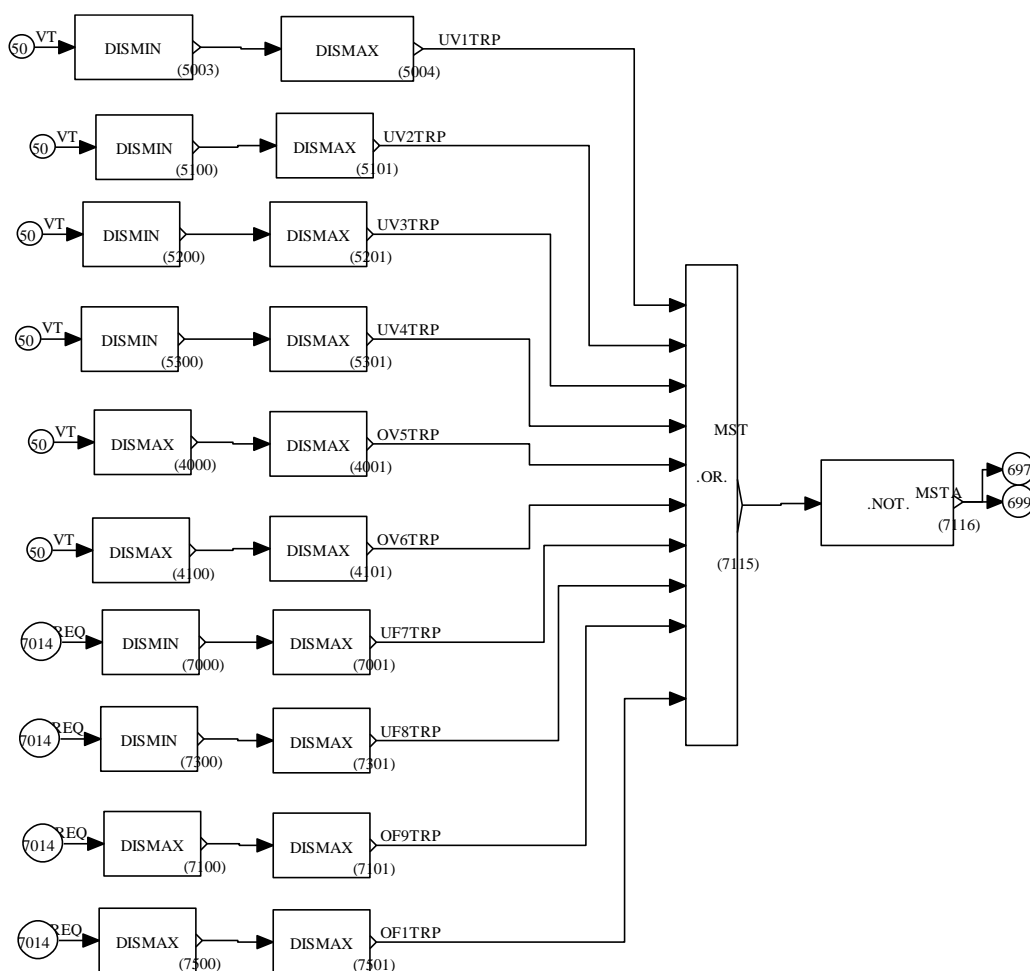 50 VT DISMIN (5003) DISMAX (5004) UV1TRP
50 VT DISMIN (5100) DISMAX (5101) UV2TRP
50 VT DISMIN (5200) DISMAX (5201) UV3TRP
50 VT DISMIN (5300) DISMAX (5301) UV4TRP
50 VT DISMAX (4000) DISMAX (4001) OV5TRP
50 VT DISMAX (4100) DISMAX (4101) OV6TRP
7014 REQ DISMIN (7000) DISMAX (7001) UF7TRP
7014 REQ DISMIN (7300) DISMAX (7301) UF8TRP
7014 REQ DISMAX (7100) DISMAX (7101) OF9TRP
7014 REQ DISMAX (7500) DISMAX (7501) OF1TRP
MST
.OR.
(7115)
.NOT.
MSTA
(7116)
697
699